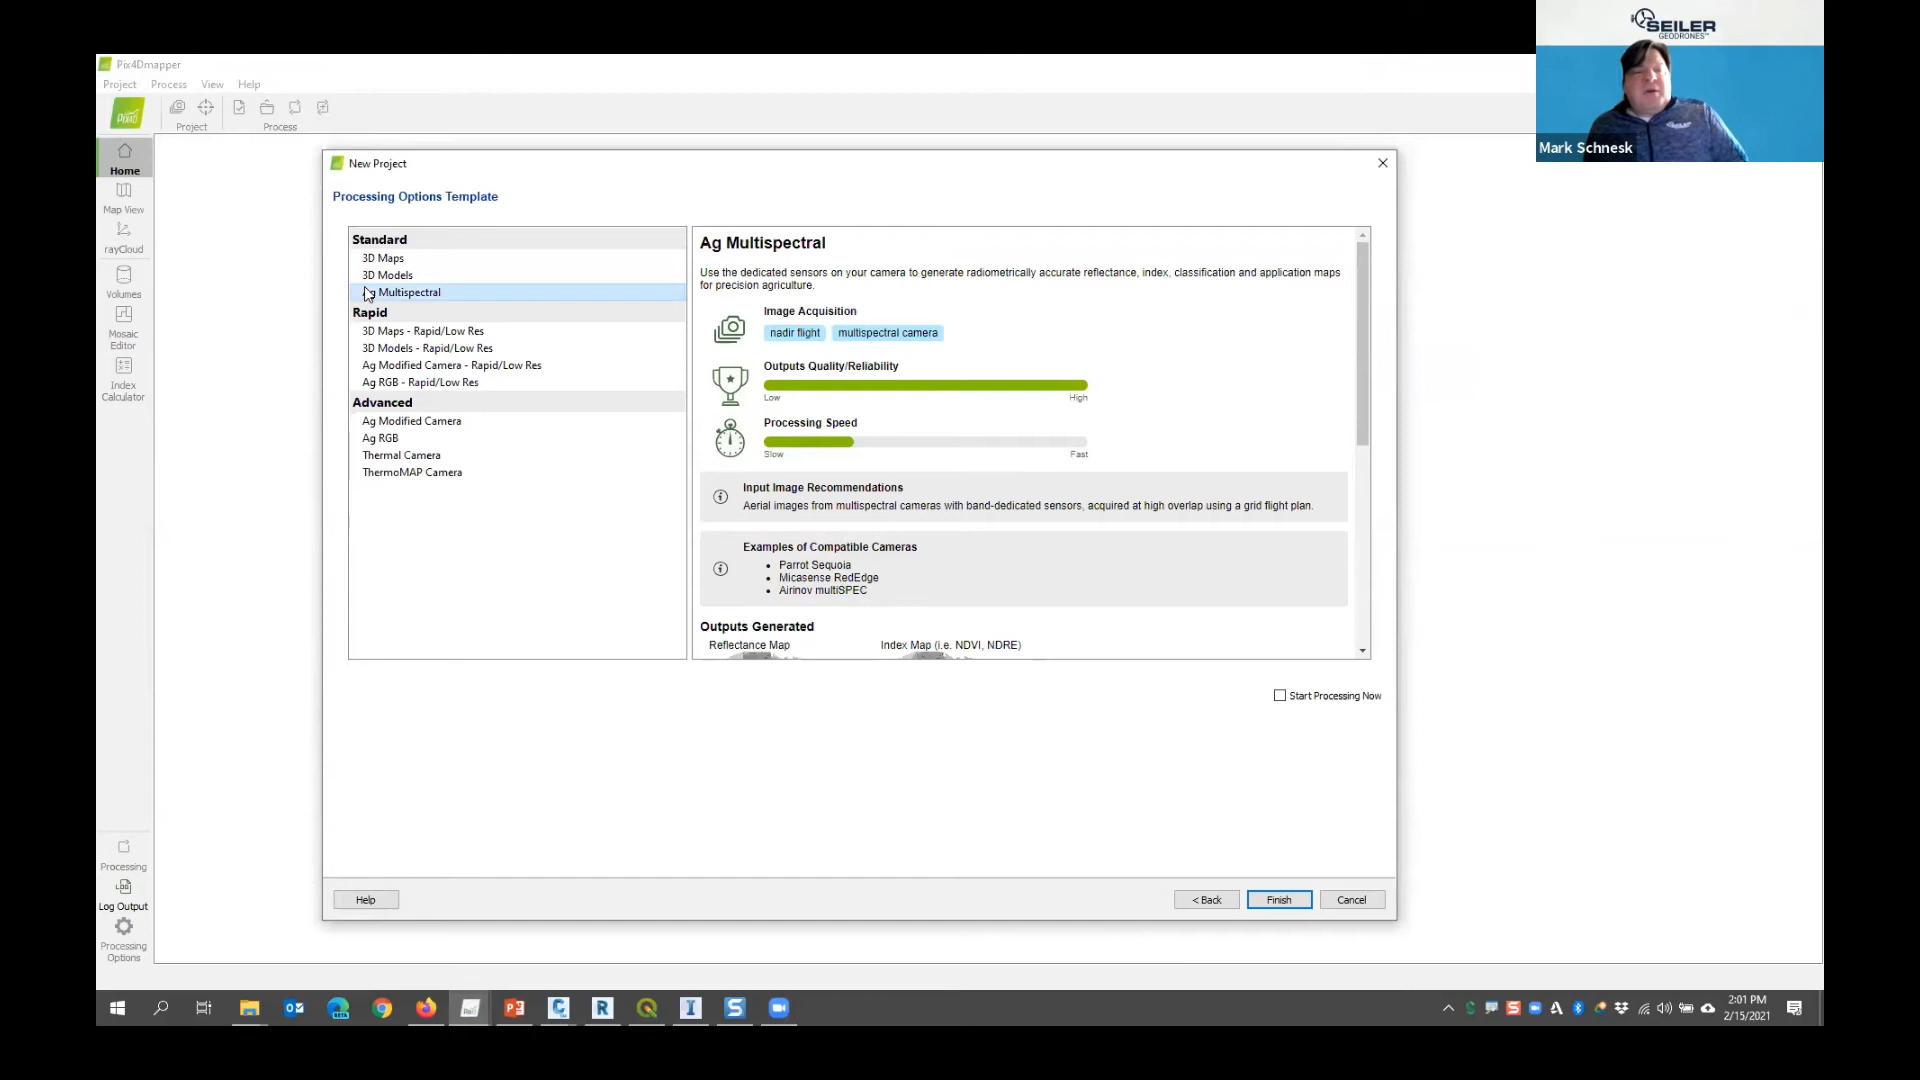 SEILER
GEODRONES™
Mark Schnesk
Pix4Dmapper
Project Process View Help
Project Process
Home
Map View
rayCloud
Volumes
Mosaic
Editor
Index
Calculator
Processing
Log Output
Processing
Options
New Project
Processing Options Template
Standard
3D Maps
3D Models
Ag Multispectral
Rapid
3D Maps - Rapid/Low Res
3D Models - Rapid/Low Res
Ag Modified Camera - Rapid/Low Res
Ag RGB - Rapid/Low Res
Advanced
Ag Modified Camera
Ag RGB
Thermal Camera
ThermoMAP Camera
Ag Multispectral
Use the dedicated sensors on your camera to generate radiometrically accurate reflectance, index, classification and application maps
for precision agriculture.
Image Acquisition
nadir flight multispectral camera
Outputs Quality/Reliability
Low High
Processing Speed
Slow Fast
Input Image Recommendations
Aerial images from multispectral cameras with band-dedicated sensors, acquired at high overlap using a grid flight plan.
Examples of Compatible Cameras
• Parrot Sequoia
• Micasense RedEdge
• Airinov multiSPEC
Outputs Generated
Reflectance Map Index Map (i.e. NDVI, NDRE)
Start Processing Now
Help < Back Finish Cancel
2:01 PM
2/15/2021